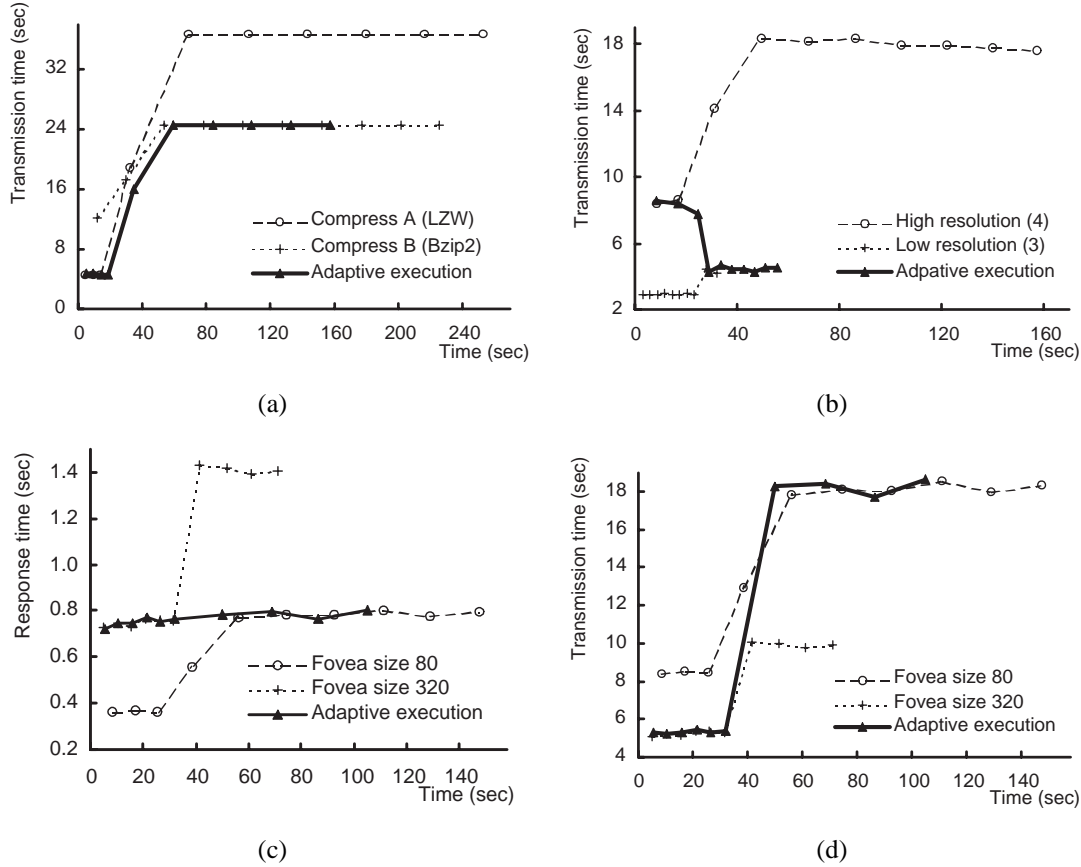 Transmission time (sec)
32
24
16
8
0
Compress A (LZW)
Compress B (Bzip2)
Adaptive execution
0 40 80 120 160 200 240
Time (sec)
(a)
Transmission time (sec)
18
14
10
6
2
High resolution (4)
Low resolution (3)
Adpative execution
0 40 80 120 160
Time (sec)
(b)
Response time (sec)
1.4
1.2
1.0
0.8
0.6
0.4
0.2
Fovea size 80
Fovea size 320
Adaptive execution
0 20 40 60 80 100 120 140
Time (sec)
(c)
Transmission time (sec)
18
16
14
12
10
8
6
4
Fovea size 80
Fovea size 320
Adaptive execution
0 20 40 60 80 100 120 140
Time (sec)
(d)